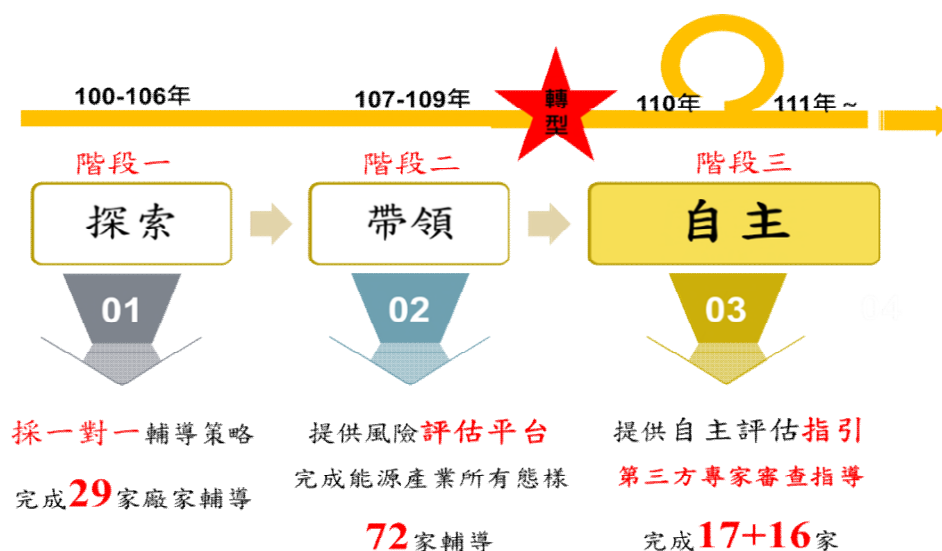 100-106年
107-109年
轉型
110年
111年~
階段一
階段二
階段三
探索
帶領
自主
01
02
03
採一對一輔導策略
完成29家廠家輔導
提供風險評估平台
完成能源產業所有態樣
72家輔導
提供自主評估指引
第三方專家審查指導
完成17+16家